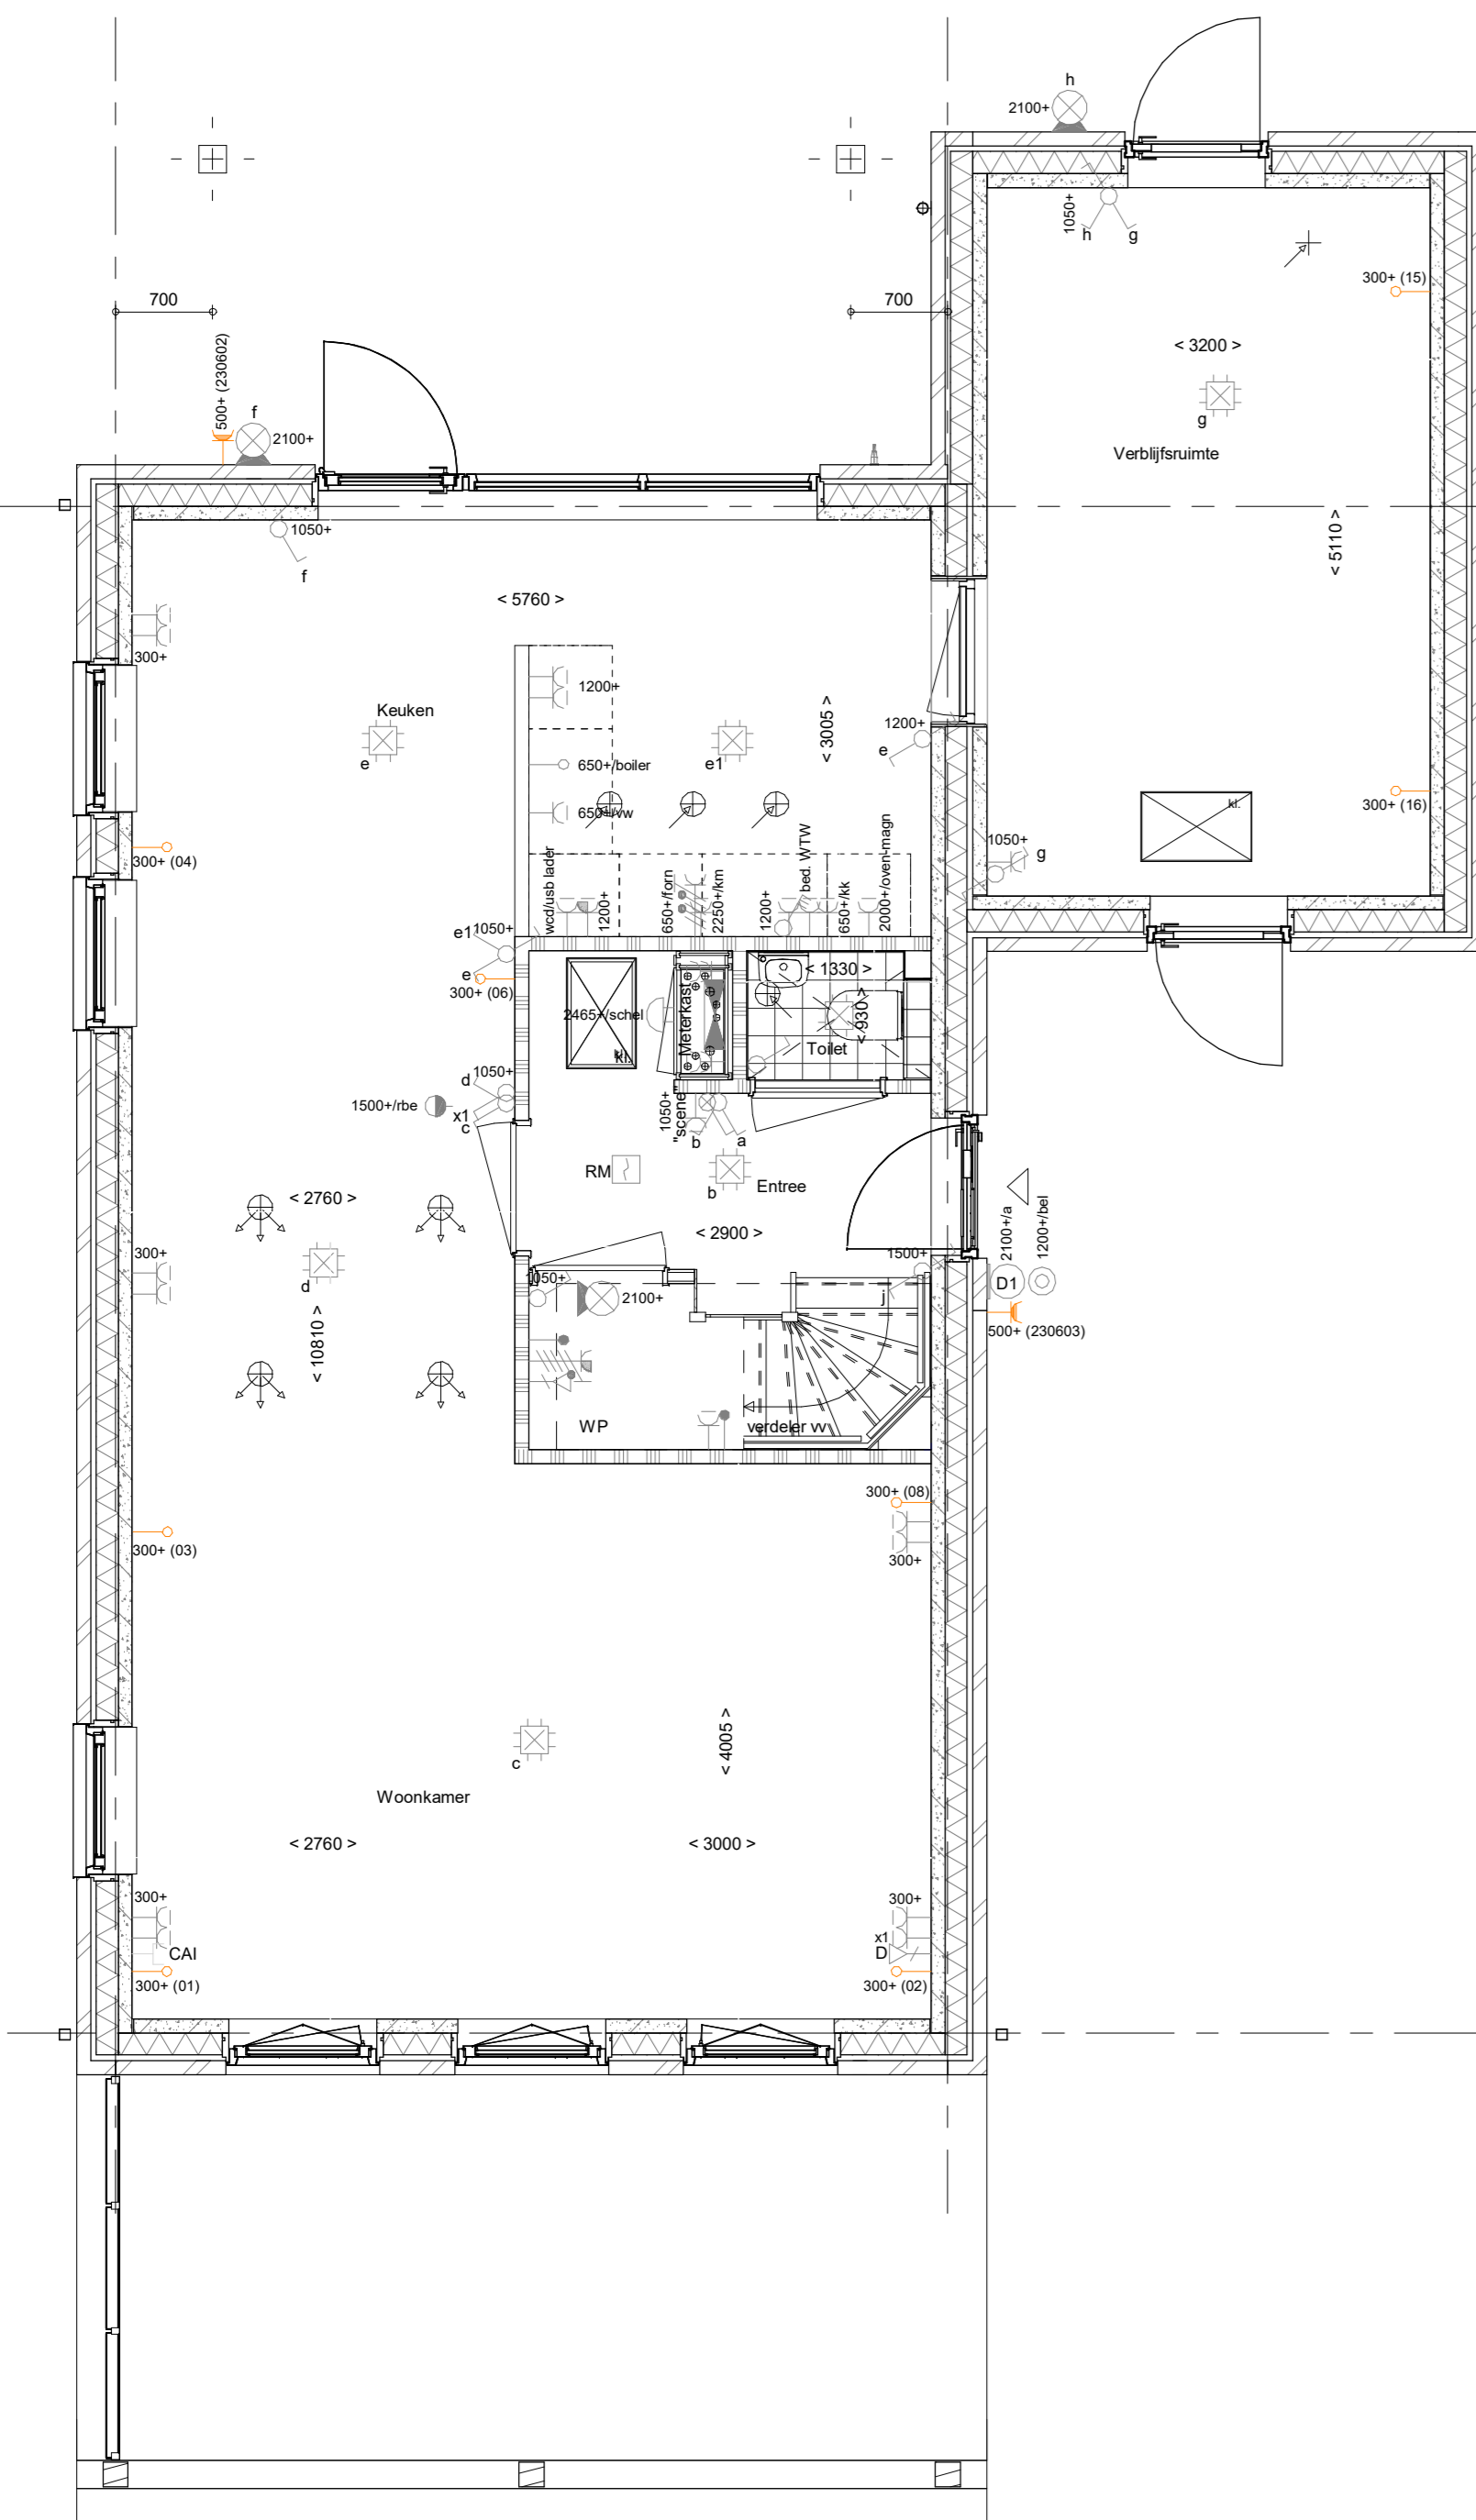 h
2100+
1050+
h
g
300+ (15)
700
700
500+ (230602)
< 3200 >
f
2100+
g
Verblijfsruimte
1050+
f
< 5110 >
< 5760 >
300+
1200+
Keuken
< 3005 >
1200+
e
e
650+/boiler
e1
300+ (16)
650+/vw
1050+
g
300+ (04)
wcd/usb lader
1200+
650+/forn
2250+/km
1200+
bed. WTW
650+/kk
2000+/oven-magn
kl.
e1
1050+
e
300+ (06)
< 1330 >
2465+/schel
kl.
Meterkast
< 930 >
Toilet
d
1050+
1500+/rbe
x1
c
1050+
"scene"
b
a
RM
b
Entree
< 2760 >
< 2900 >
2100+/a
1200+/bel
300+
1500+
d
1050+
2100+
j
D1
500+ (230603)
< 10810 >
WP
verdeler vv
300+ (08)
300+ (03)
300+
< 4005 >
c
Woonkamer
< 2760 >
< 3000 >
300+
300+
x1
CAI
D
300+ (01)
300+ (02)